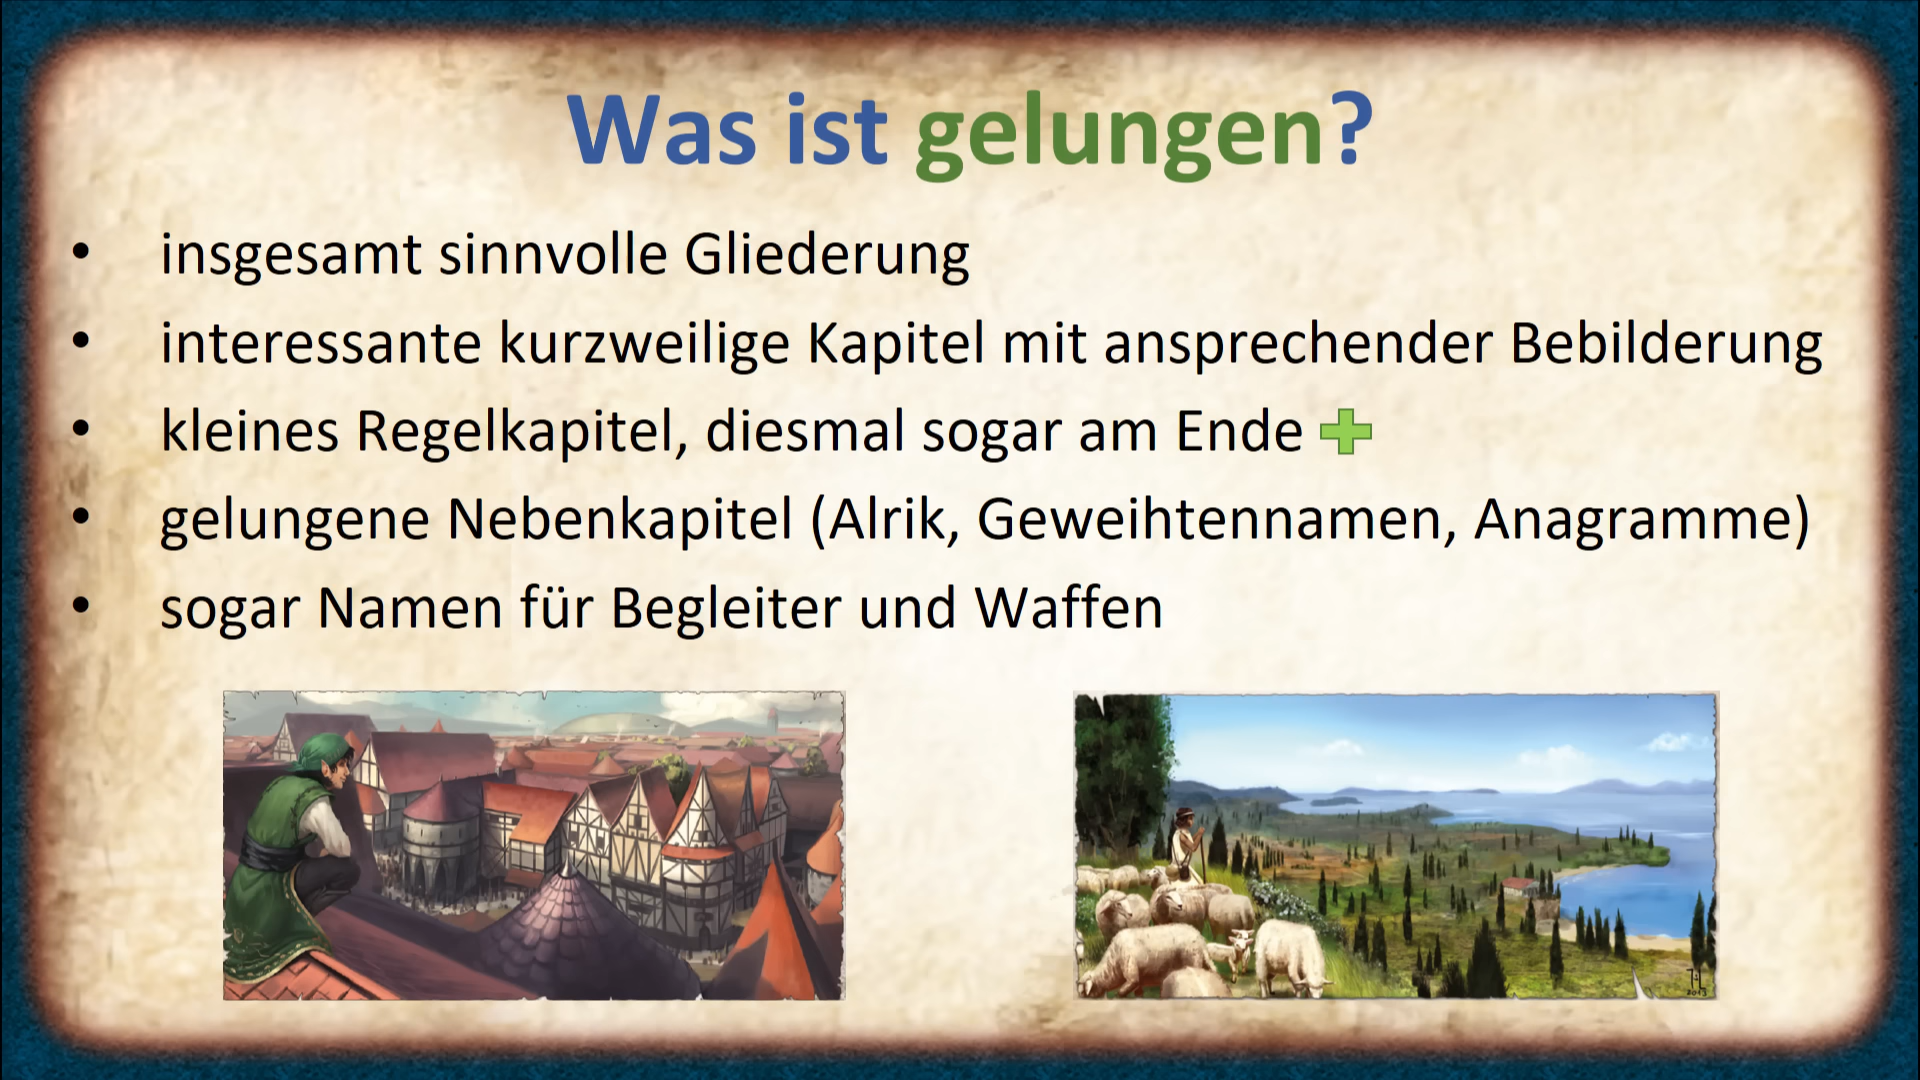 Was ist gelungen?
• insgesamt sinnvolle Gliederung
• interessante kurzweilige Kapitel mit ansprechender Bebilderung
• kleines Regelkapitel, diesmal sogar am Ende
• gelungene Nebenkapitel (Alrik, Geweihtennamen, Anagramme)
• sogar Namen für Begleiter und Waffen
2013